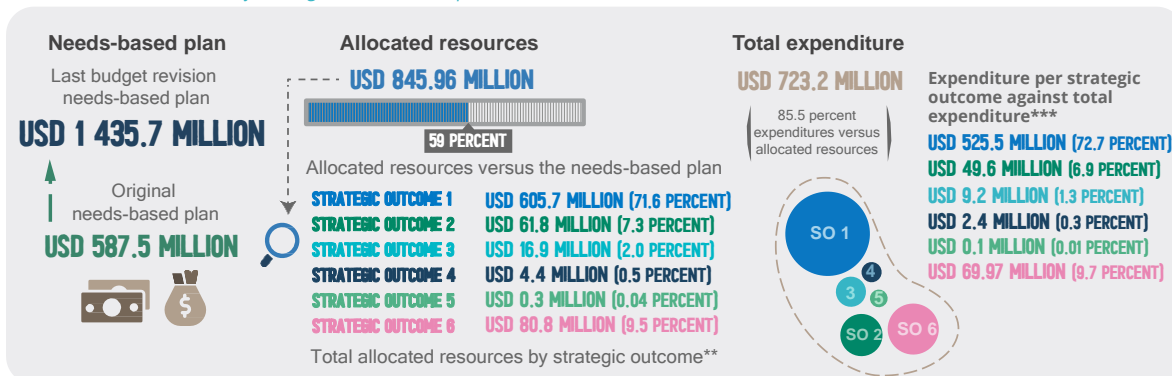 Needs-based plan
Last budget revision
needs-based plan
USD 1 435.7 MILLION
Original
needs-based plan
USD 587.5 MILLION
Allocated resources
USD 845.96 MILLION
59 PERCENT
Allocated resources versus the needs-based plan
STRATEGIC OUTCOME 1 USD 605.7 MILLION (71.6 PERCENT)
STRATEGIC OUTCOME 2 USD 61.8 MILLION (7.3 PERCENT)
STRATEGIC OUTCOME 3 USD 16.9 MILLION (2.0 PERCENT)
STRATEGIC OUTCOME 4 USD 4.4 MILLION (0.5 PERCENT)
STRATEGIC OUTCOME 5 USD 0.3 MILLION (0.04 PERCENT)
STRATEGIC OUTCOME 6 USD 80.8 MILLION (9.5 PERCENT)
Total allocated resources by strategic outcome**
Total expenditure
USD 723.2 MILLION
85.5 percent
expenditures versus
allocated resources
Expenditure per strategic
outcome against total
expenditure***
USD 525.5 MILLION (72.7 PERCENT)
USD 49.6 MILLION (6.9 PERCENT)
USD 9.2 MILLION (1.3 PERCENT)
USD 2.4 MILLION (0.3 PERCENT)
USD 0.1 MILLION (0.01 PERCENT)
USD 69.97 MILLION (9.7 PERCENT)
SO 1
4
3
5
SO 2
SO 6